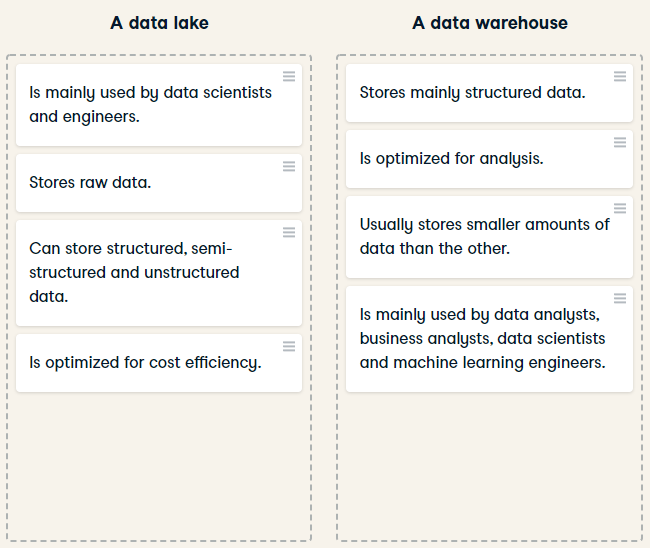 A data lake
Is mainly used by data scientists
and engineers.
Stores raw data.
Can store structured, semi-
structured and unstructured
data.
Is optimized for cost efficiency.
A data warehouse
Stores mainly structured data.
Is optimized for analysis.
Usually stores smaller amounts of
data than the other.
Is mainly used by data analysts,
business analysts, data scientists
and machine learning engineers.